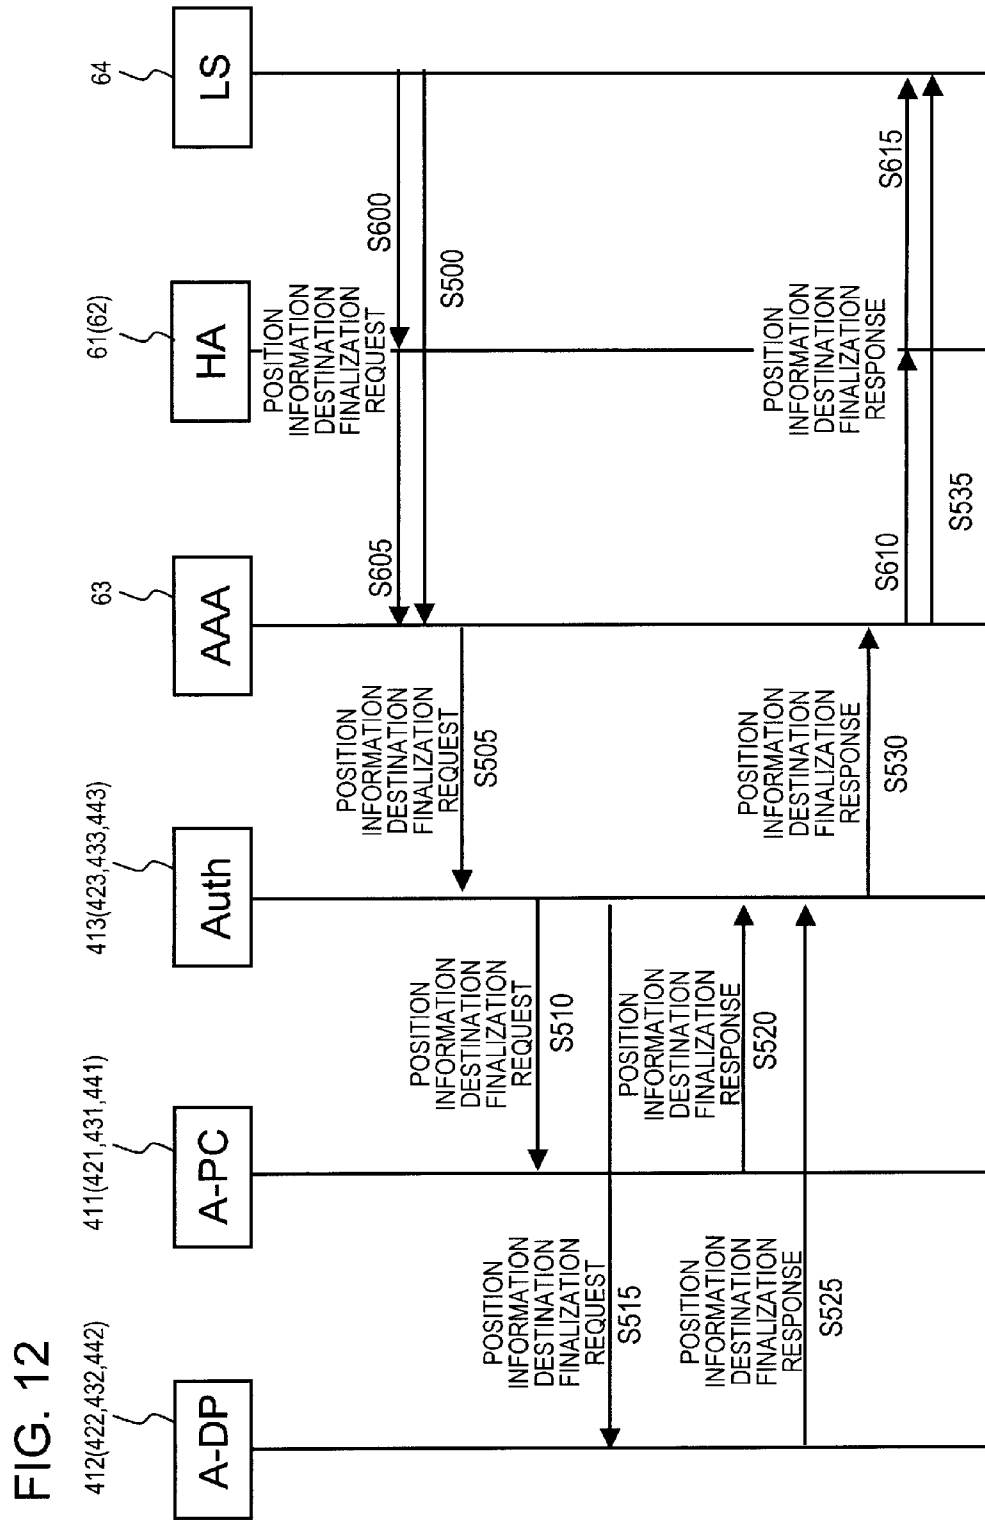 FIG. 12
412(422,432,442)
411(421,431,441)
413(423,433,443)
63
61(62)
64
A-DP
A-PC
Auth
AAA
HA
LS
POSITION
INFORMATION
DESTINATION
FINALIZATION
REQUEST
S600
S605
S500
POSITION
INFORMATION
DESTINATION
FINALIZATION
REQUEST
S505
POSITION
INFORMATION
DESTINATION
FINALIZATION
REQUEST
S510
POSITION
INFORMATION
DESTINATION
FINALIZATION
REQUEST
S515
POSITION
INFORMATION
DESTINATION
FINALIZATION
RESPONSE
S520
POSITION
INFORMATION
DESTINATION
FINALIZATION
RESPONSE
S525
POSITION
INFORMATION
DESTINATION
FINALIZATION
RESPONSE
S530
POSITION
INFORMATION
DESTINATION
FINALIZATION
RESPONSE
S610
S615
S535